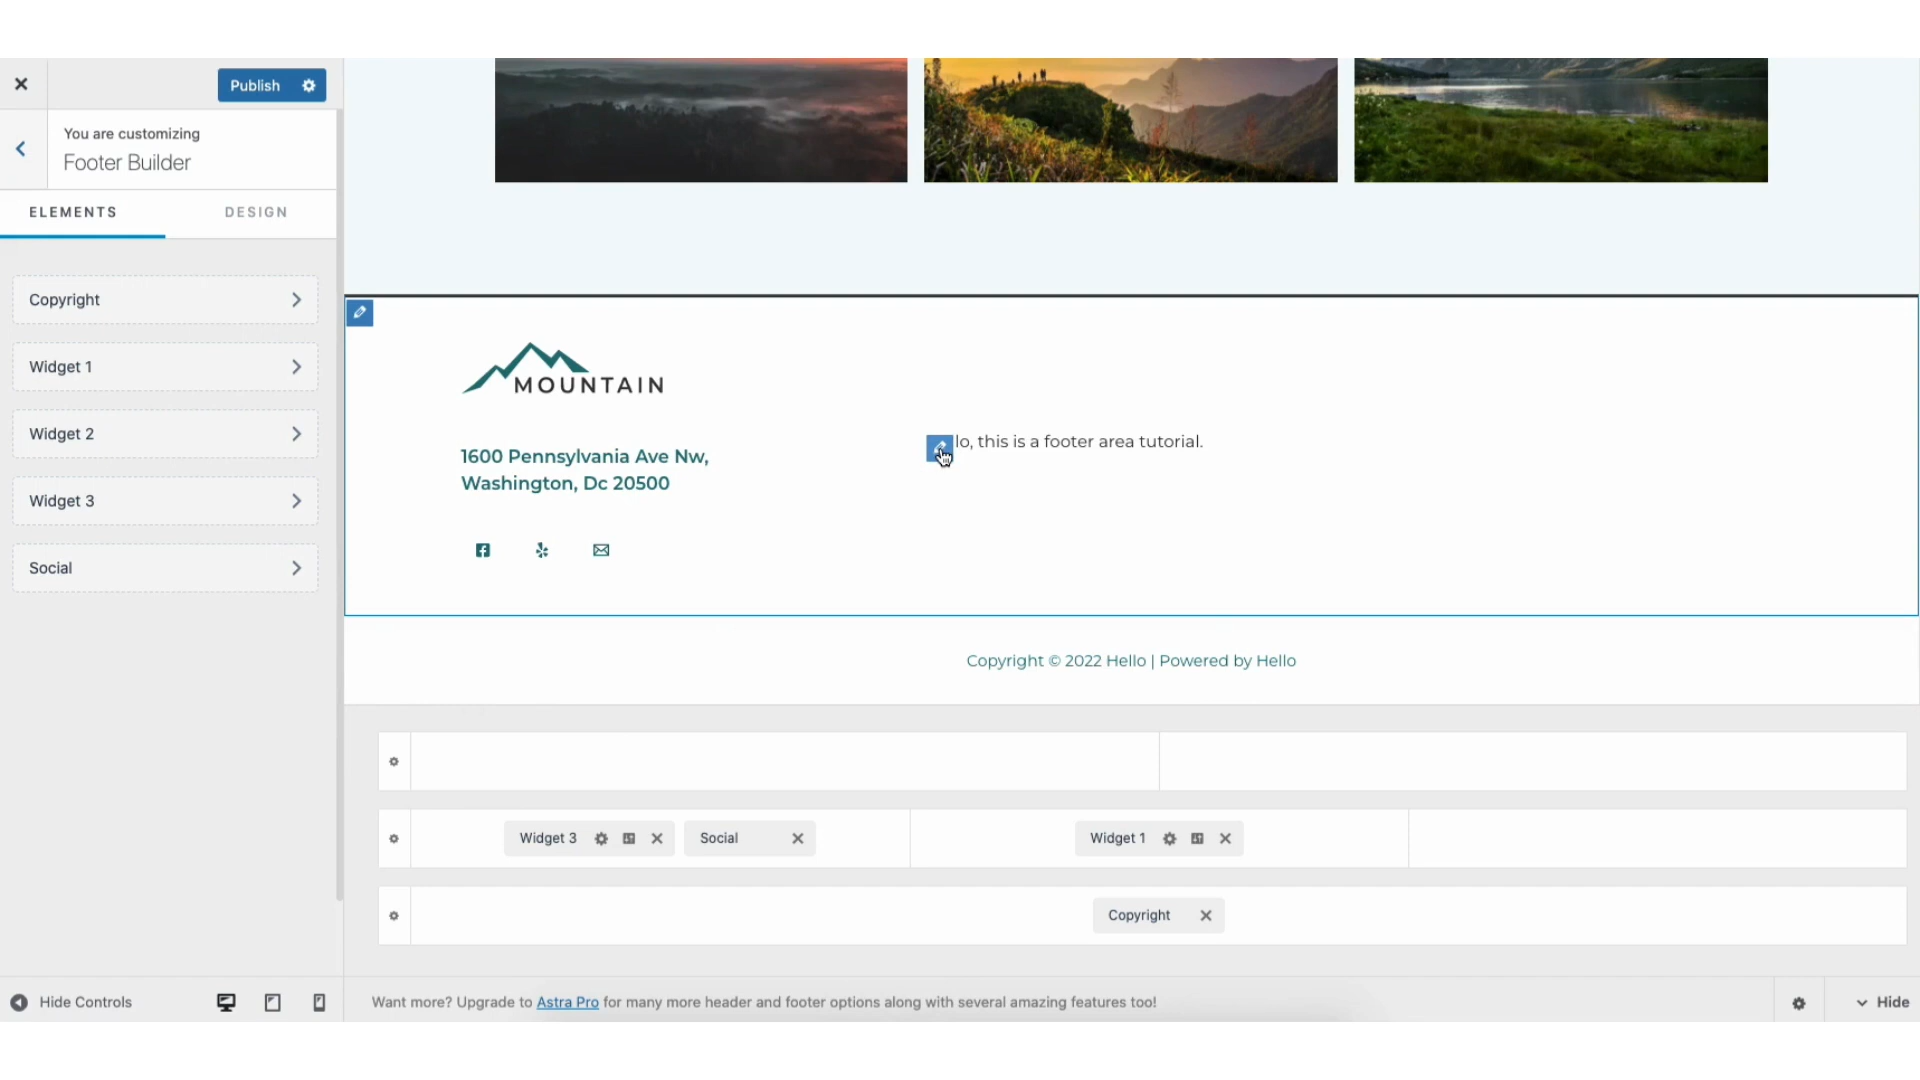 Publish
You are customizing
Footer Builder
ELEMENTS
DESIGN
Copyright
Widget 1
Widget 2
Widget 3
Social
MOUNTAIN
1600 Pennsylvania Ave Nw,
Washington, Dc 20500
lo, this is a footer area tutorial.
Copyright © 2022 Hello | Powered by Hello
Widget 3
Social
Widget 1
Copyright
Hide Controls
Want more? Upgrade to Astra Pro for many more header and footer options along with several amazing features too!
Hide